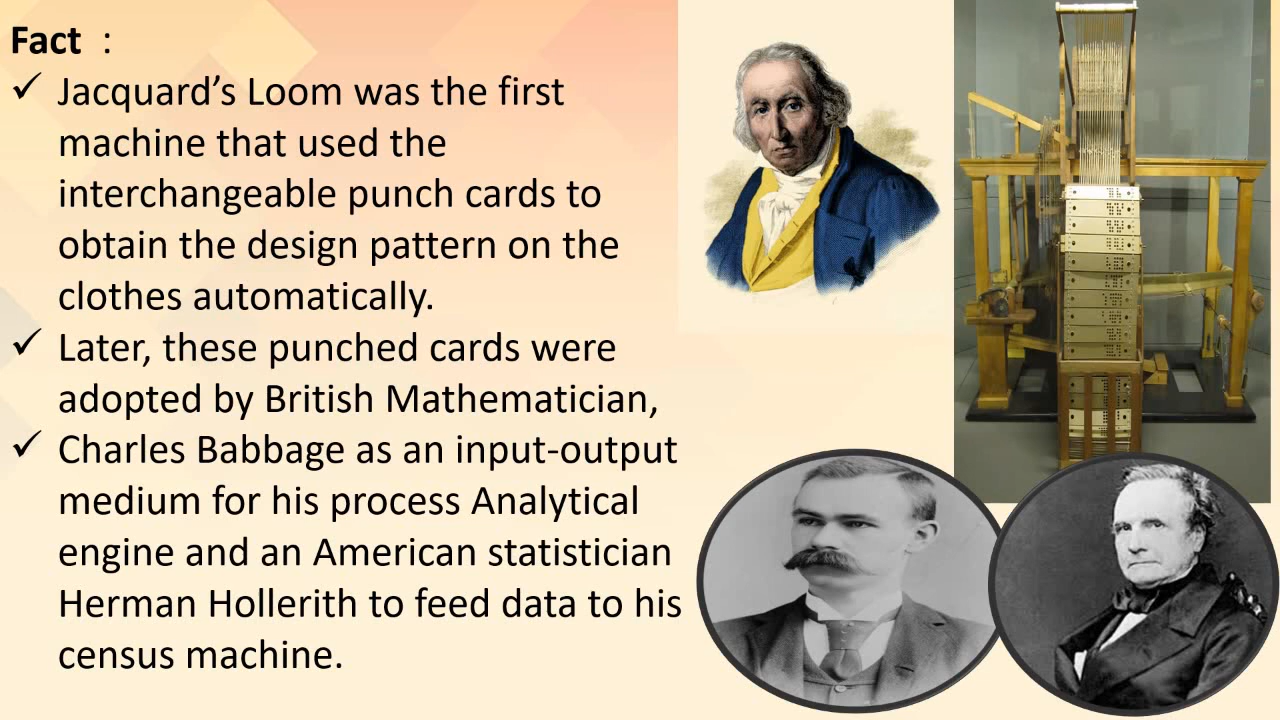 Fact :
✓ Jacquard’s Loom was the first
machine that used the
interchangeable punch cards to
obtain the design pattern on the
clothes automatically.
✓ Later, these punched cards were
adopted by British Mathematician,
✓ Charles Babbage as an input-output
medium for his process Analytical
engine and an American statistician
Herman Hollerith to feed data to his
census machine.